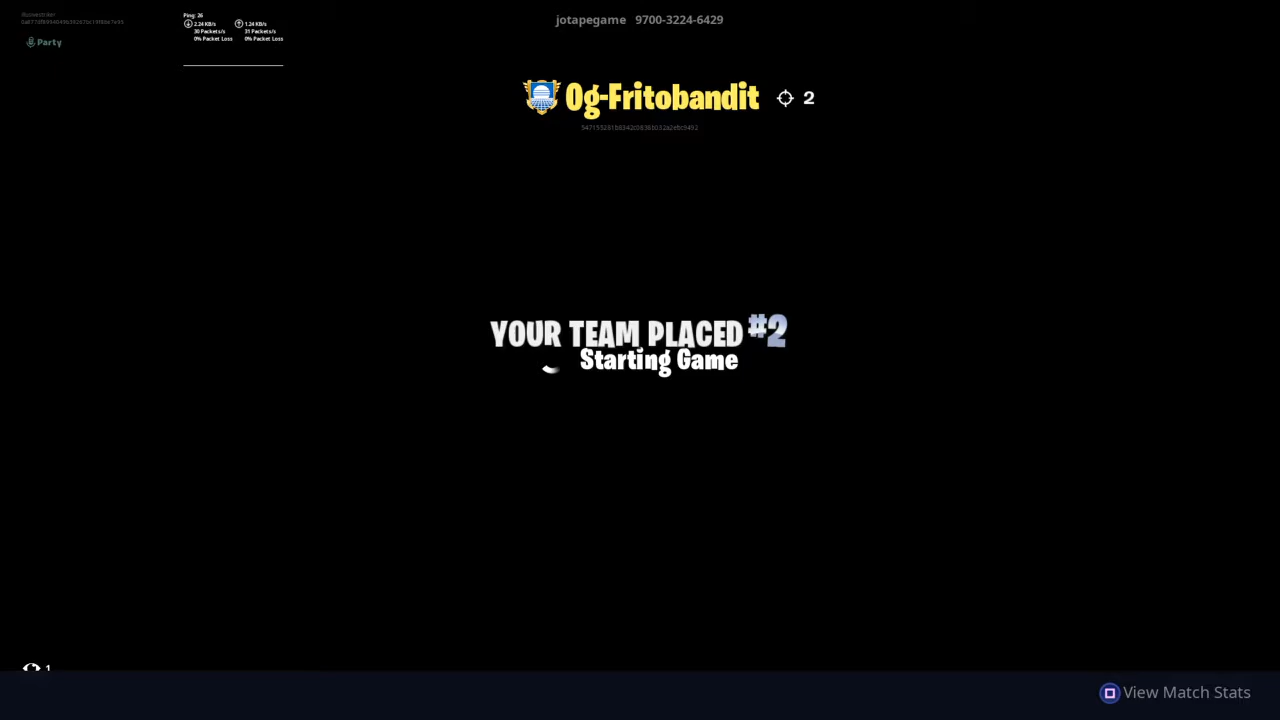 Party
Ping: 26
2.24 KB/s 1.24 KB/s
30 Packets/s 31 Packets/s
0% Packet Loss 0% Packet Loss
jotapegame 9700-3224-6429
Og-Fritobandit 2
YOUR TEAM PLACED #2
Starting Game
1
View Match Stats